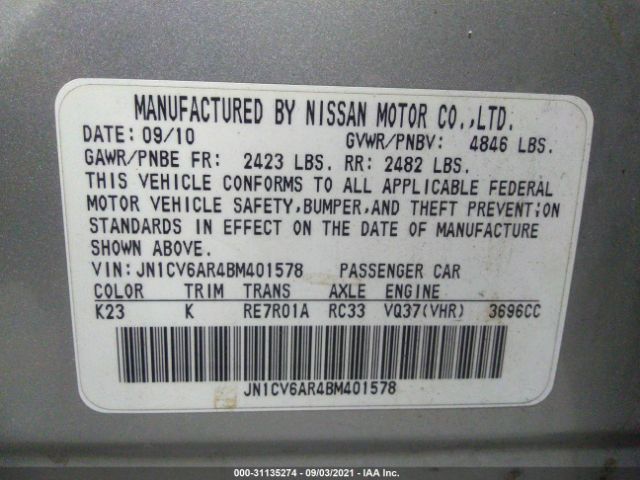 MANUFACTURED BY NISSAN MOTOR CO.,LTD.
DATE: 09/10 GVWR/PNBV: 4846 LBS.
GAWR/PNBE FR: 2423 LBS. RR: 2482 LBS.
THIS VEHICLE CONFORMS TO ALL APPLICABLE FEDERAL
MOTOR VEHICLE SAFETY,BUMPER,AND THEFT PREVENTION
STANDARDS IN EFFECT ON THE DATE OF MANUFACTURE
SHOWN ABOVE.
VIN: JN1CV6AR4BM401578 PASSENGER CAR
COLOR TRIM TRANS AXLE ENGINE
K23 K RE7R01A RC33 VQ37(VHR) 3696CC
JN1CV6AR4BM401578
000-31135274 - 09/03/2021 - IAA Inc.